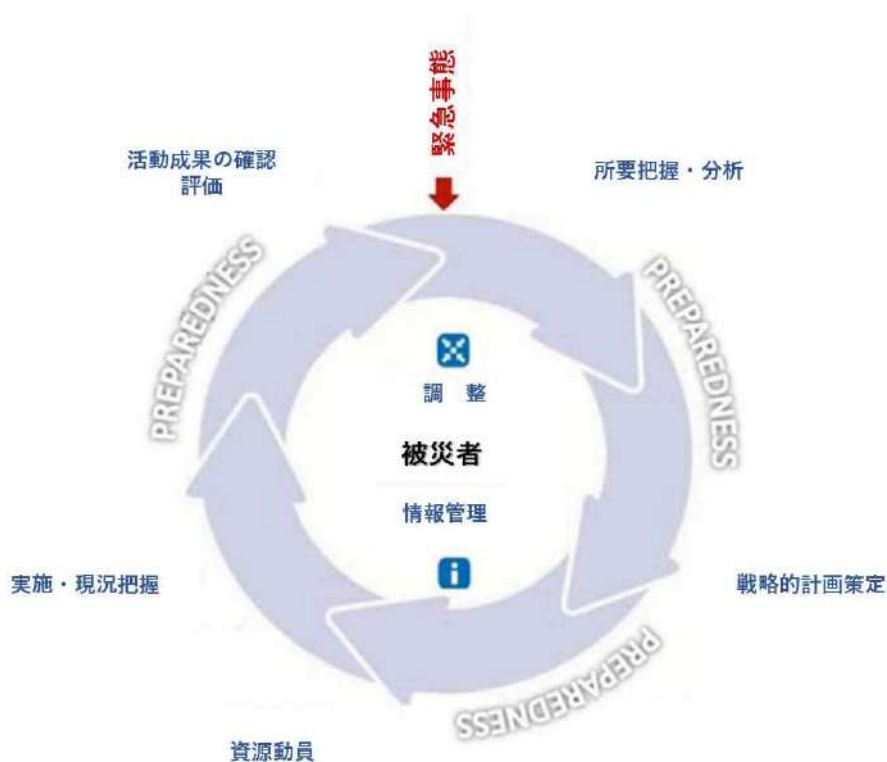 緊急事態
活動成果の確認
評価
所要把握・分析
PREPAREDNESS
PREPAREDNESS
調 整
被災者
情報管理
i
実施・現況把握
戦略的計画策定
PREPAREDNESS
資源動員